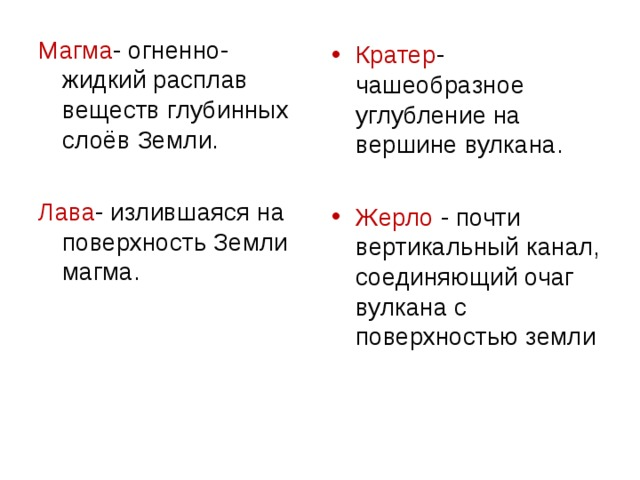 Магма- огненно-
жидкий расплав
веществ глубинных
слоёв Земли.
Лава- излившаяся на
поверхность Земли
магма.
• Кратер-
чашеобразное
углубление на
вершине вулкана.
• Жерло - почти
вертикальный канал,
соединяющий очаг
вулкана с
поверхностью земли